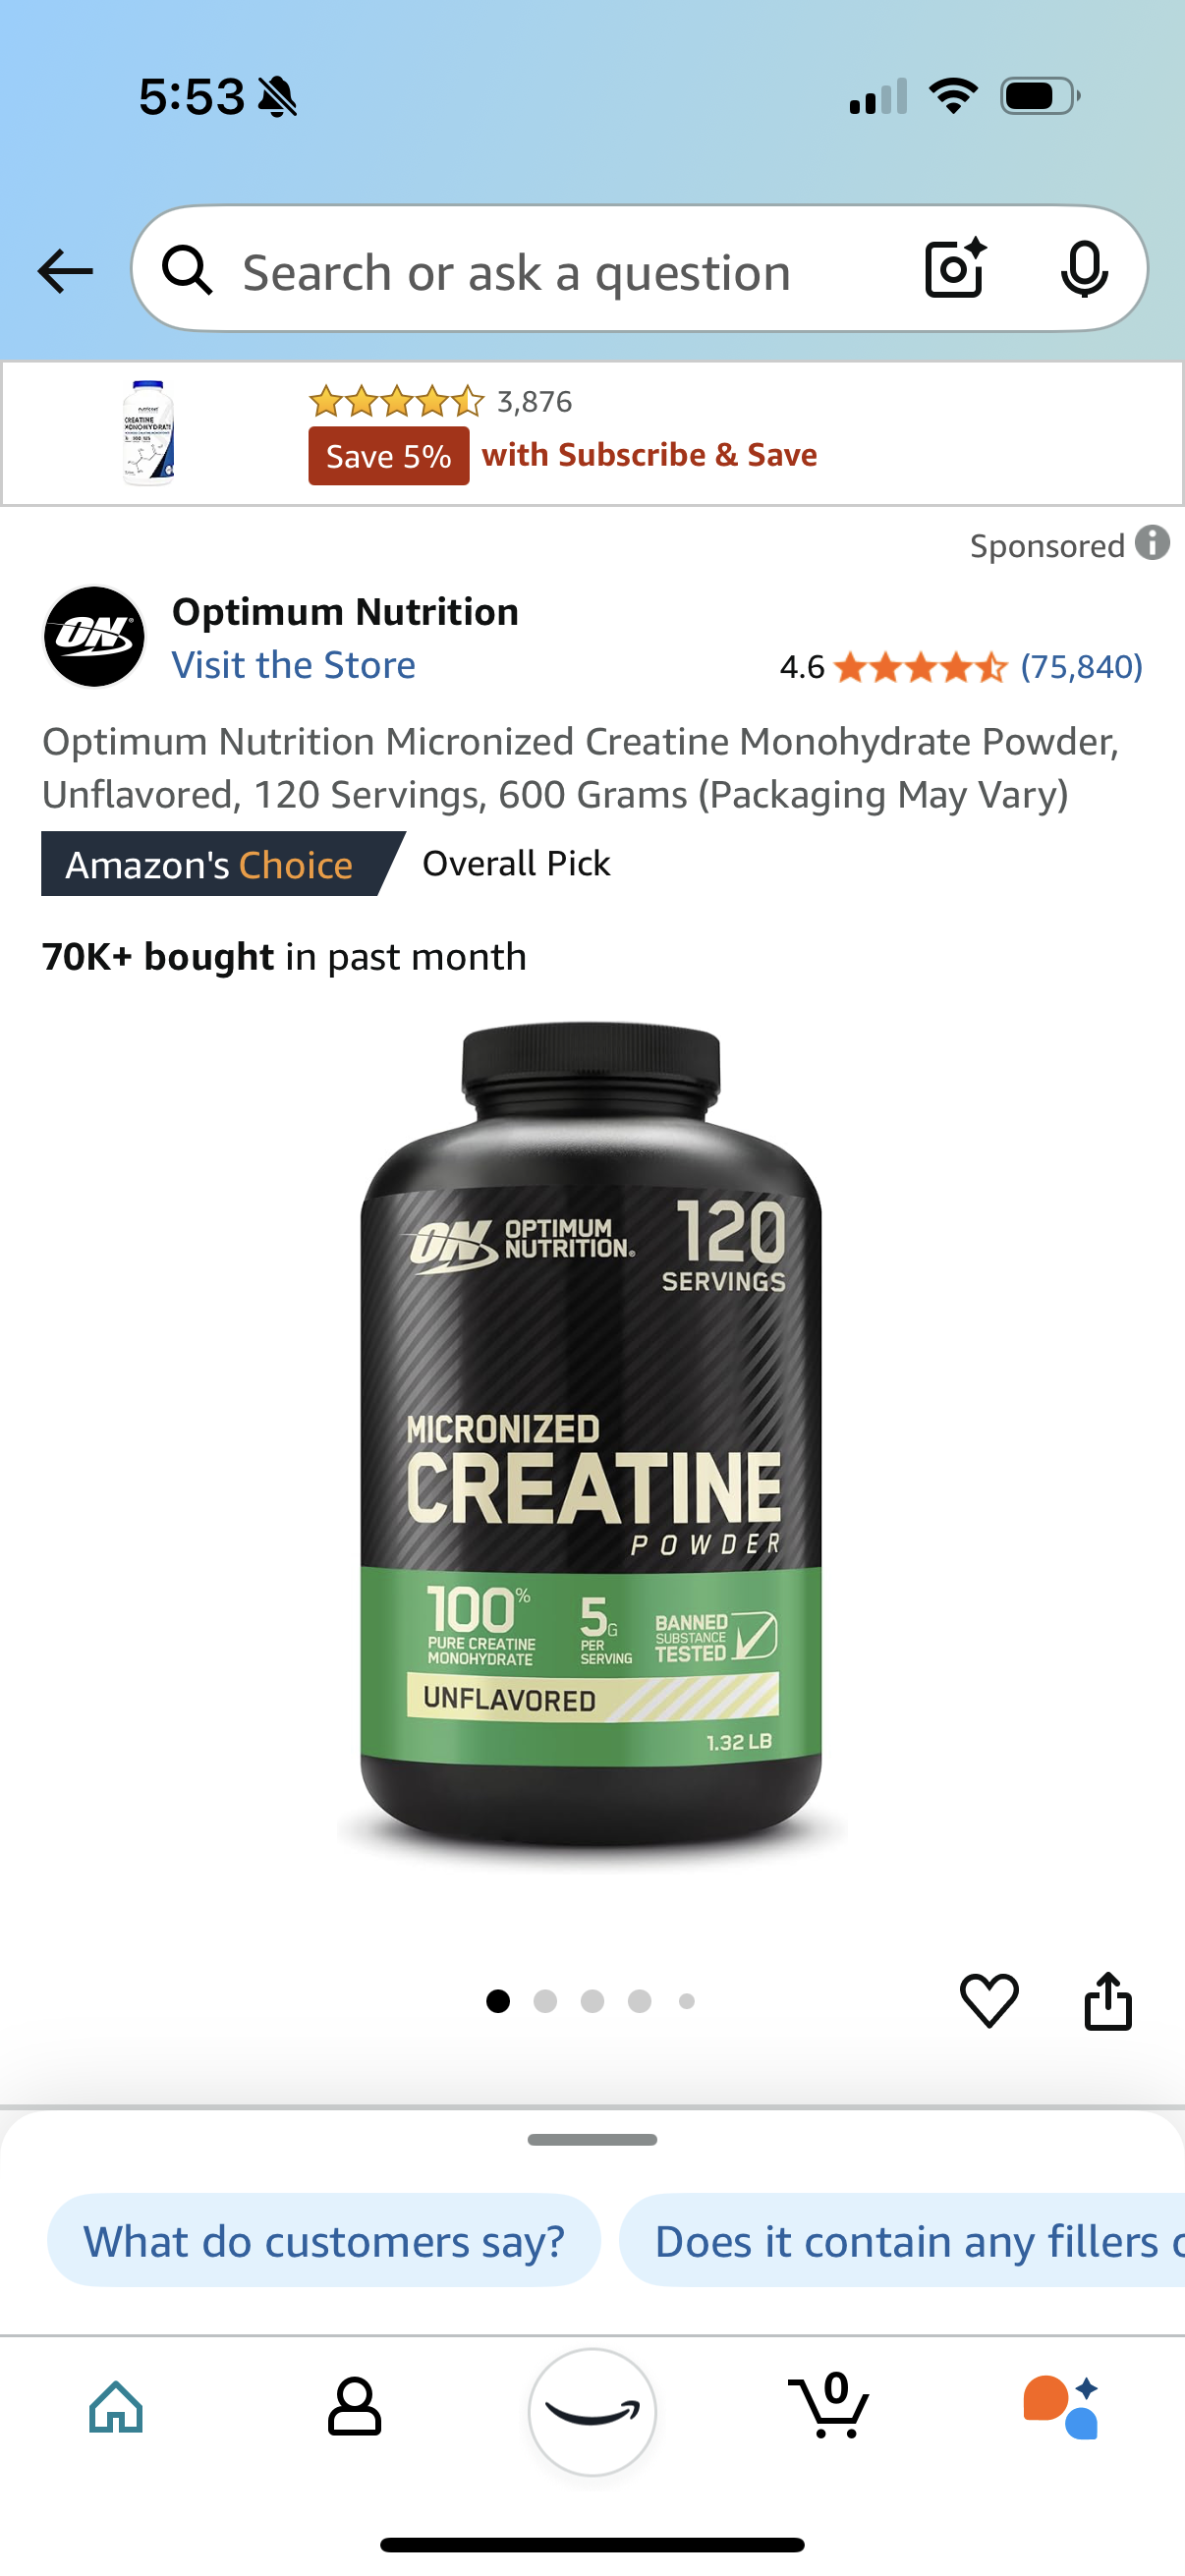 5:53
Search or ask a question
CREATINE
MONOHYDRATE
3,876
Save 5% with Subscribe & Save
Sponsored
ON
Optimum Nutrition
Visit the Store
4.6 (75,840)
Optimum Nutrition Micronized Creatine Monohydrate Powder,
Unflavored, 120 Servings, 600 Grams (Packaging May Vary)
Amazon's Choice Overall Pick
70K+ bought in past month
ON OPTIMUM
NUTRITION®
120
SERVINGS
MICRONIZED
CREATINE
POWDER
100%
PURE CREATINE
MONOHYDRATE
5G
PER
SERVING
BANNED
SUBSTANCE
TESTED
UNFLAVORED
1.32 LB
What do customers say?
Does it contain any fillers
0